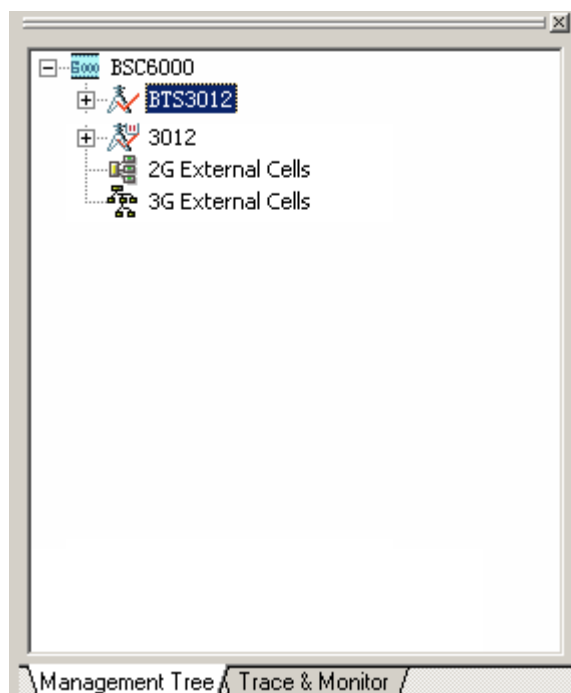 BSC6000
BTS3012
3012
2G External Cells
3G External Cells
Management Tree Trace & Monitor